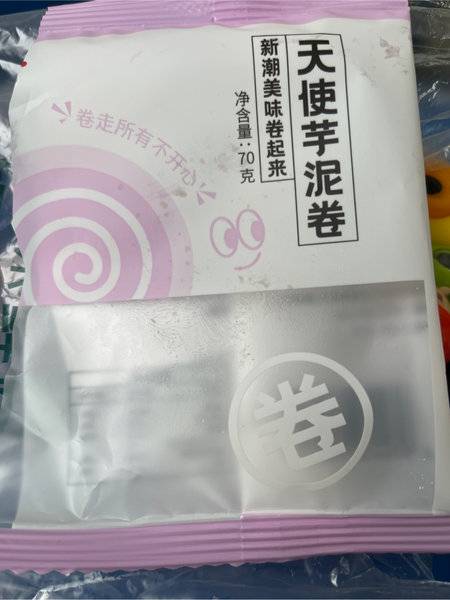 天使芋泥卷
新潮美味卷起来
净含量：70克
卷走所有不开心
卷